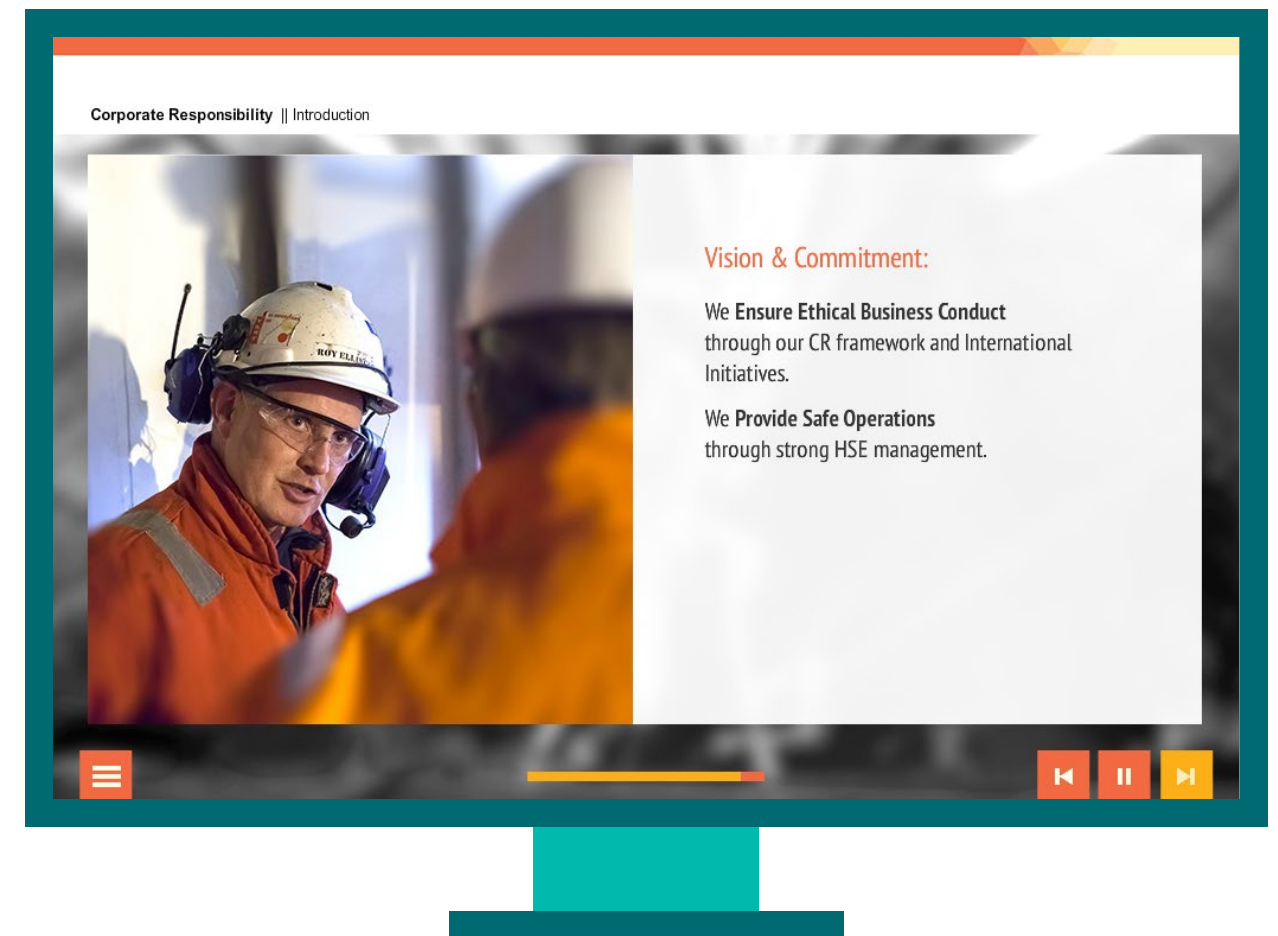 Corporate Responsibility || Introduction
ROY
Vision & Commitment:
We Ensure Ethical Business Conduct
through our CR framework and International
Initiatives.
We Provide Safe Operations
through strong HSE management.